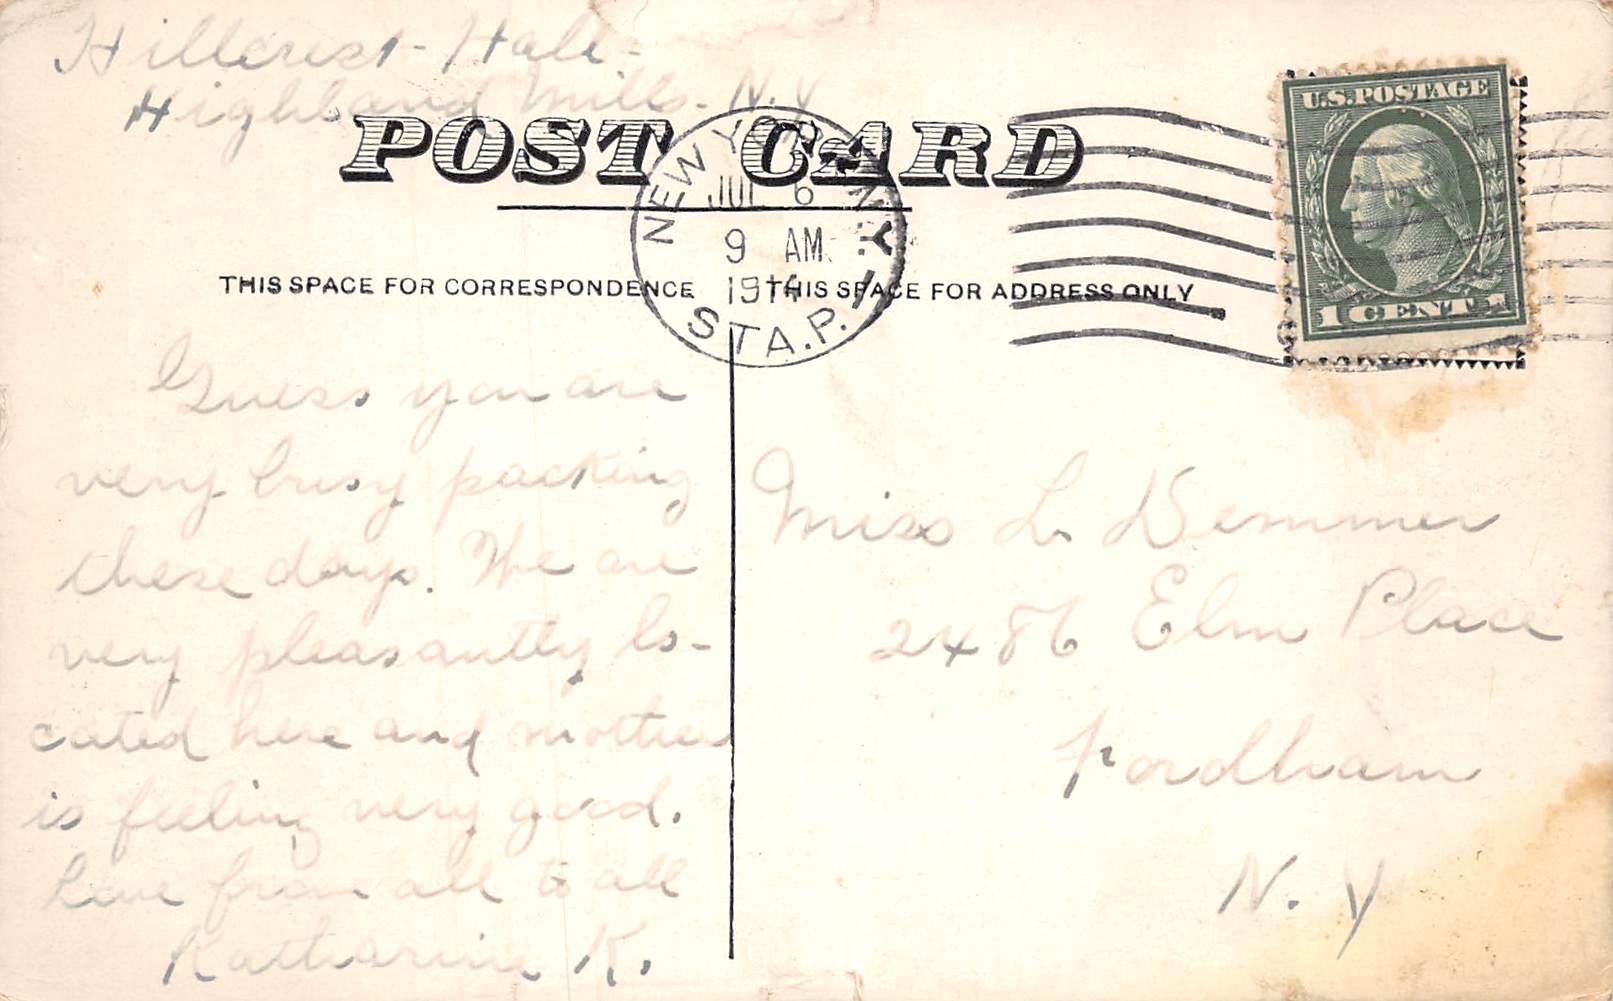 Hillcrest-Hall-
Highland Mills-N.Y
POST CARD
NEW YORK, N.Y.
JUL 6
9 AM
1914
STA.P.
U.S.POSTAGE
1 CENT 1
THIS SPACE FOR CORRESPONDENCE
THIS SPACE FOR ADDRESS ONLY
Guess you are
very busy packing
these days. We are
very pleasantly lo-
cated here and mother
is feeling very good.
Love from all to all
Katharine K.
Miss L. Demmer
2486 Elm Place
Fordham
N.Y